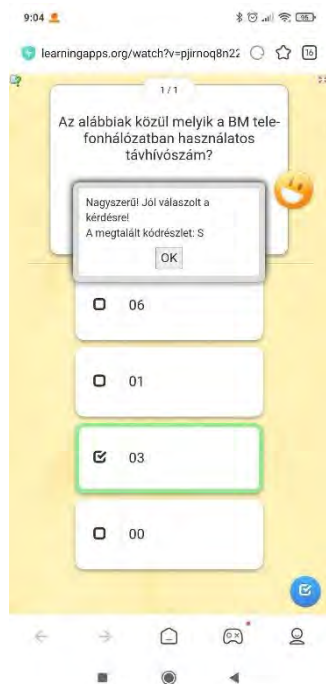 9:04
95
learningapps.org/watch?v=pjirnoq8n22
16
1 / 1
Az alábbiak közül melyik a BM tele-
fonhálózatban használatos
távhívószám?
Nagyszerű! Jól válaszolt a
kérdésre!
A megtalált kódrészlet: S
OK
06
01
03
00